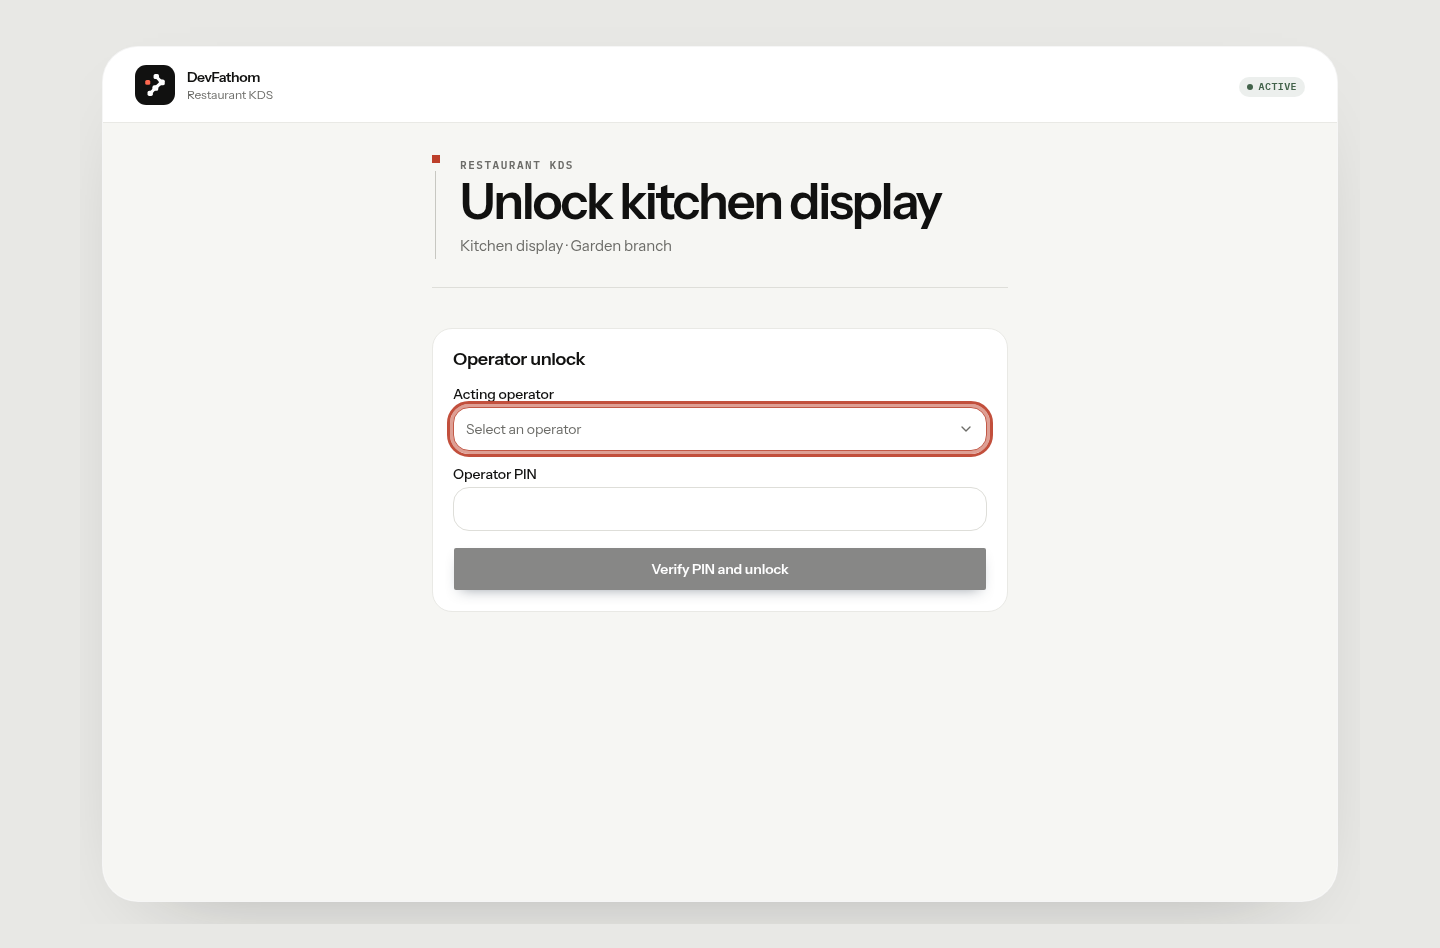 DevFathom
Restaurant KDS
ACTIVE
RESTAURANT KDS
Unlock kitchen display
Kitchen display · Garden branch
Operator unlock
Acting operator
Select an operator
Operator PIN
Verify PIN and unlock